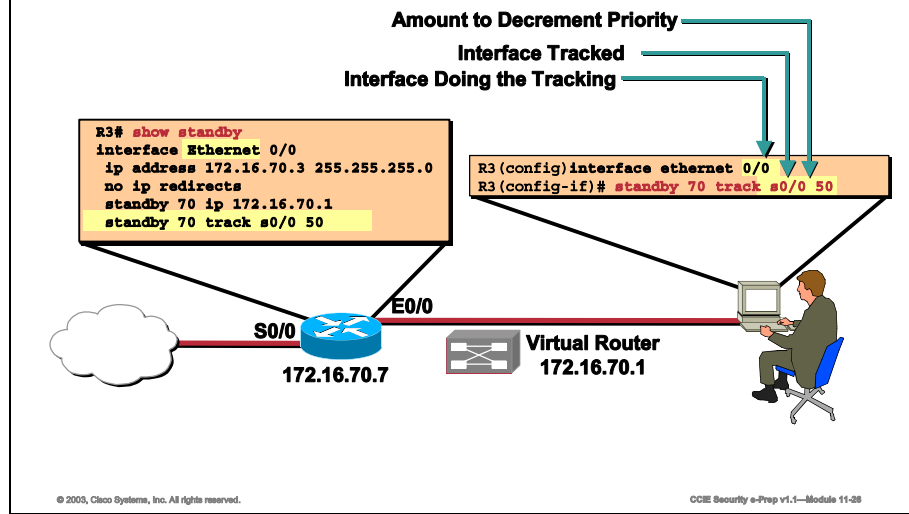 Amount to Decrement Priority
Interface Tracked
Interface Doing the Tracking
R3# show standby
interface Ethernet 0/0
ip address 172.16.70.3 255.255.255.0
no ip redirects
standby 70 ip 172.16.70.1
standby 70 track s0/0 50
R3(config)interface ethernet 0/0
R3(config-if)# standby 70 track s0/0 50
E0/0
S0/0
Virtual Router
172.16.70.1
172.16.70.7
© 2003, Cisco Systems, Inc. All rights reserved.
CCIE Security e-Prep v1.1—Module 11-26